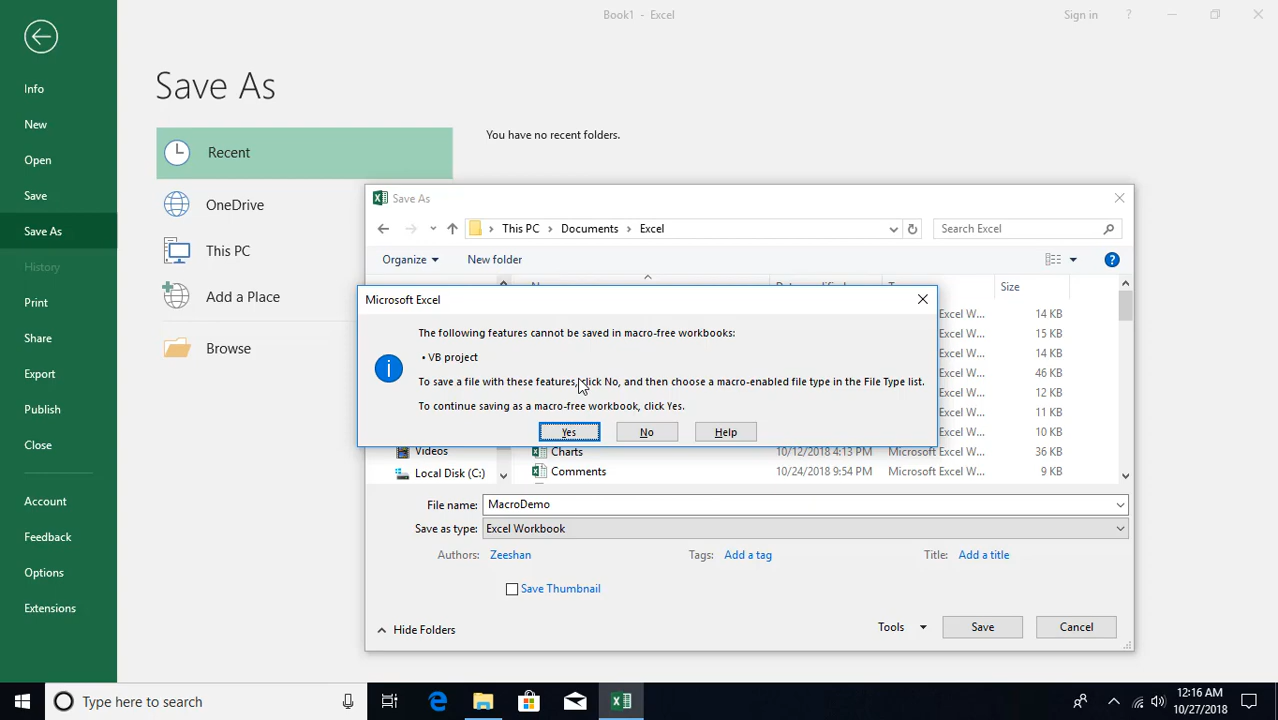 Book1 - Excel
Sign in
?
Info
New
Open
Save
Save As
History
Print
Share
Export
Publish
Close
Account
Feedback
Options
Extensions
Save As
Recent
OneDrive
This PC
Add a Place
Browse
You have no recent folders.
Save As
This PC > Documents > Excel
Search Excel
Organize
New folder
?
Size
Excel W... 14 KB
Excel W... 15 KB
Excel W... 14 KB
Excel W... 46 KB
Excel W... 12 KB
Excel W... 11 KB
Excel W... 10 KB
Microsoft Excel
The following features cannot be saved in macro-free workbooks:
• VB project
To save a file with these features, click No, and then choose a macro-enabled file type in the File Type list.
To continue saving as a macro-free workbook, click Yes.
Yes
No
Help
Videos
Local Disk (C:)
Charts 10/12/2018 4:13 PM Microsoft Excel W... 36 KB
Comments 10/24/2018 9:54 PM Microsoft Excel W... 9 KB
File name: MacroDemo
Save as type: Excel Workbook
Authors: Zeeshan
Tags: Add a tag
Title: Add a title
Save Thumbnail
Hide Folders
Tools
Save
Cancel
Type here to search
12:16 AM
10/27/2018